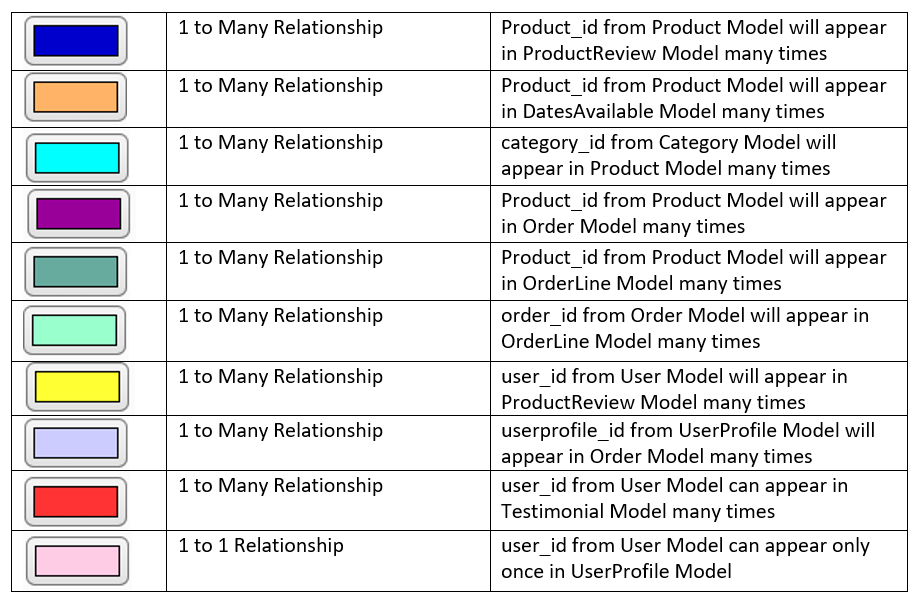 1 to Many Relationship
Product_id from Product Model will appear
in ProductReview Model many times
1 to Many Relationship
Product_id from Product Model will appear
in DatesAvailable Model many times
1 to Many Relationship
category_id from Category Model will
appear in Product Model many times
1 to Many Relationship
Product_id from Product Model will appear
in Order Model many times
1 to Many Relationship
Product_id from Product Model will appear
in OrderLine Model many times
1 to Many Relationship
order_id from Order Model will appear in
OrderLine Model many times
1 to Many Relationship
user_id from User Model will appear in
ProductReview Model many times
1 to Many Relationship
userprofile_id from UserProfile Model will
appear in Order Model many times
1 to Many Relationship
user_id from User Model can appear in
Testimonial Model many times
1 to 1 Relationship
user_id from User Model can appear only
once in UserProfile Model